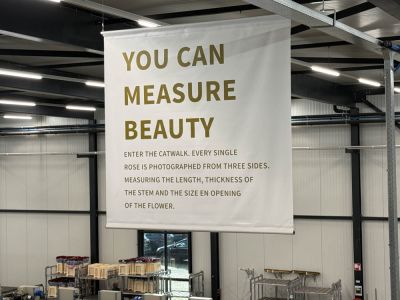 YOU CAN
MEASURE
BEAUTY
ENTER THE CATWALK. EVERY SINGLE
ROSE IS PHOTOGRAPHED FROM THREE SIDES.
MEASURING THE LENGTH, THICKNESS OF
THE STEM AND THE SIZE EN OPENING
OF THE FLOWER.